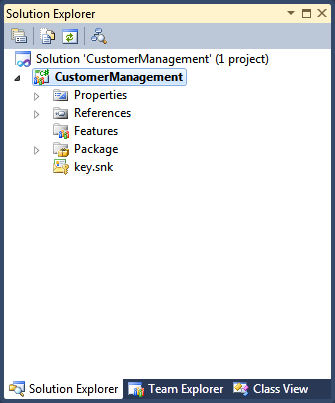 Solution Explorer
Solution 'CustomerManagement' (1 project)
CustomerManagement
Properties
References
Features
Package
key.snk
Solution Explorer Team Explorer Class View